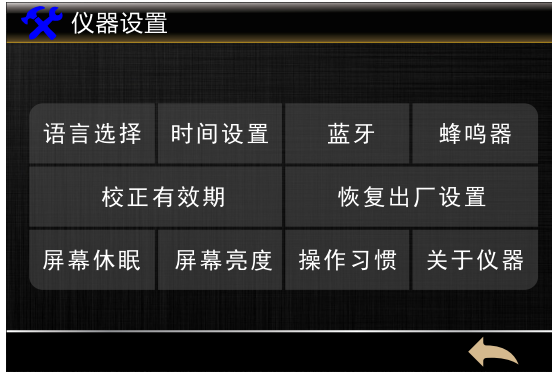 仪器设置
语言选择 时间设置 蓝牙 蜂鸣器
校正有效期 恢复出厂设置
屏幕休眠 屏幕亮度 操作习惯 关于仪器